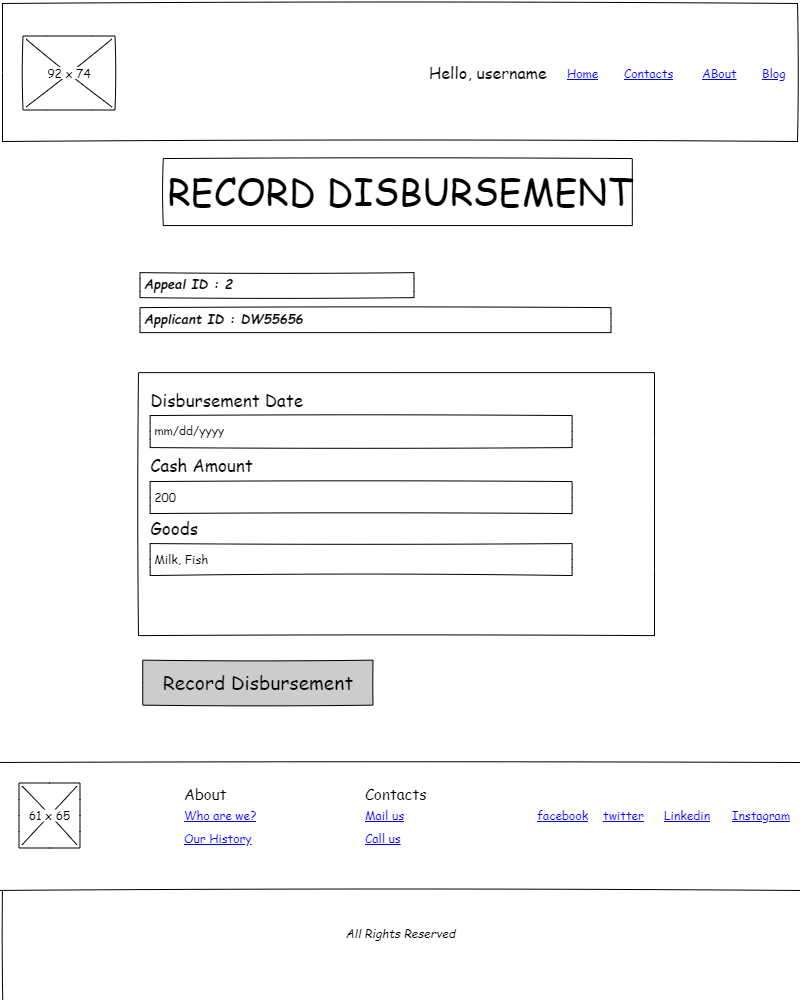 92 x 74
Hello, username Home Contacts ABout Blog
RECORD DISBURSEMENT
Appeal ID : 2
Applicant ID : DW55656
Disbursement Date
mm/dd/yyyy
Cash Amount
200
Goods
Milk, Fish
Record Disbursement
61 x 65
About
Who are we?
Our History
Contacts
Mail us
Call us
facebook twitter Linkedin Instagram
All Rights Reserved